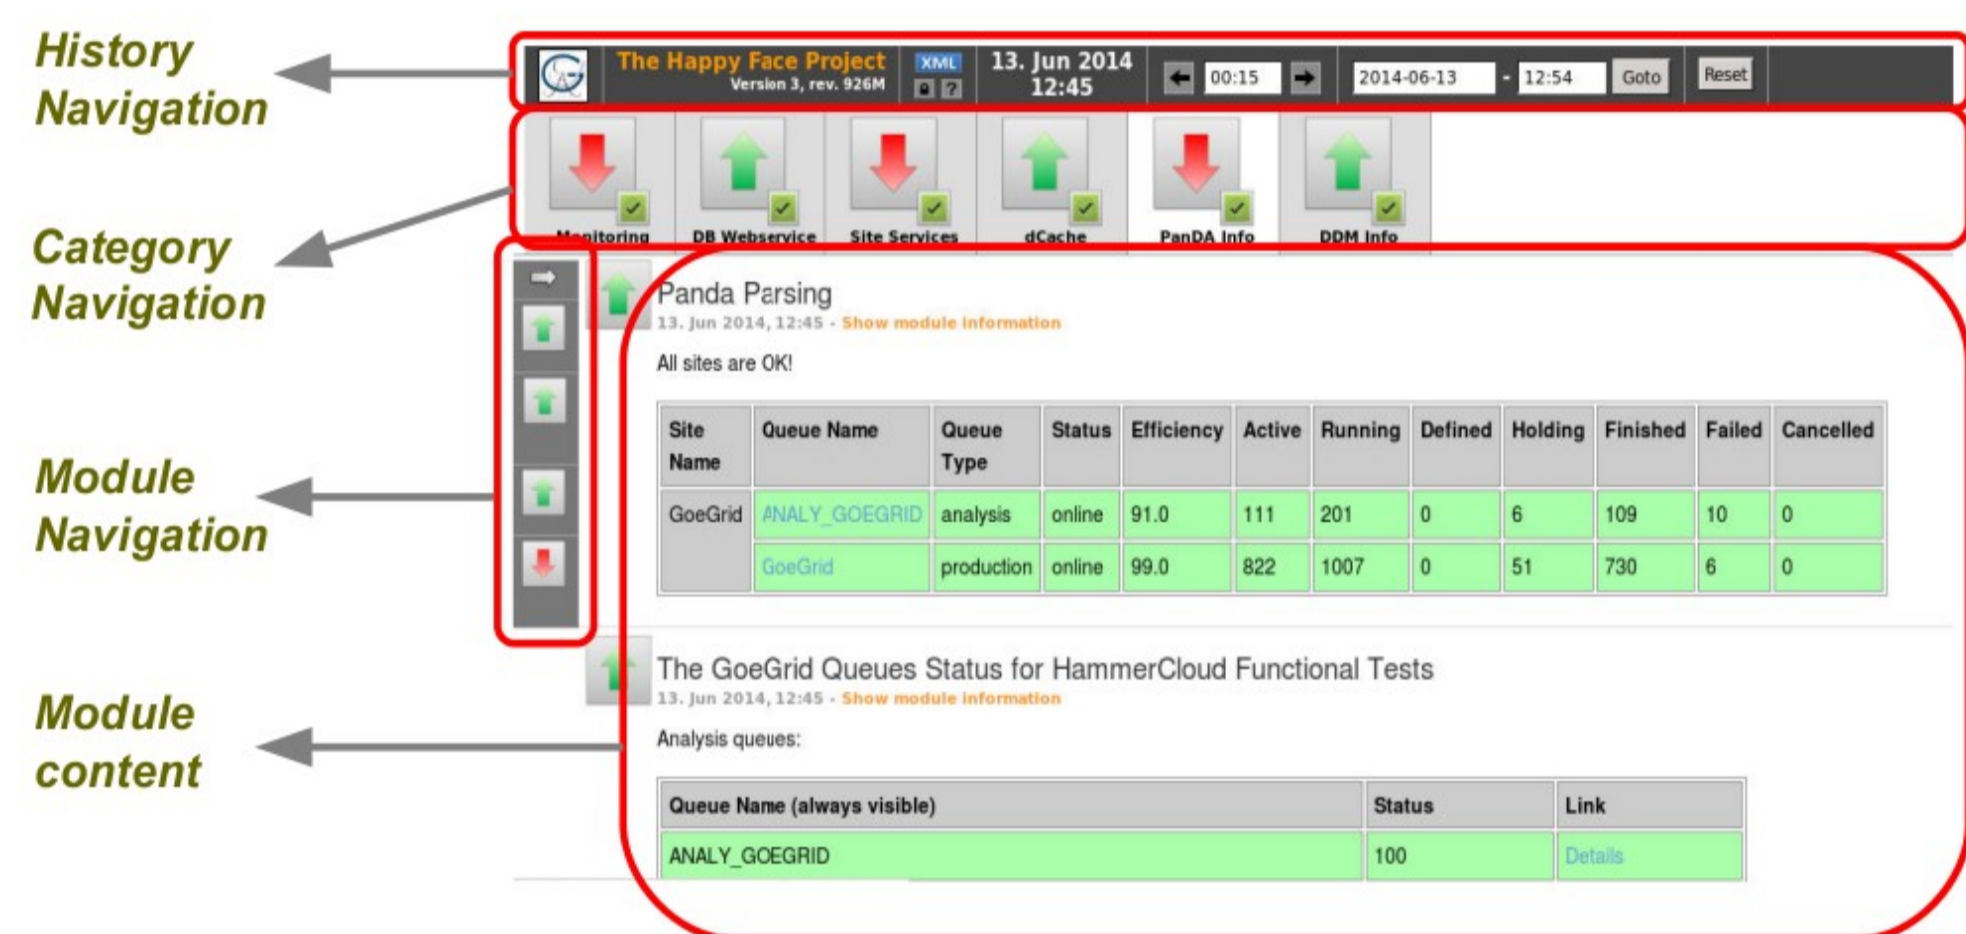 History
Navigation
The Happy Face Project
Version 3, rev. 926M
XML
?
13. Jun 2014
12:45
00:15
2014-06-13 - 12:54 Goto Reset
Category
Navigation
Monitoring DB Webservice Site Services dCache PanDA Info DDM Info
Panda Parsing
13. Jun 2014, 12:45 - Show module information
All sites are OK!
Site Name Queue Name Queue Type Status Efficiency Active Running Defined Holding Finished Failed Cancelled
GoeGrid ANALY_GOEGRID analysis online 91.0 111 201 0 6 109 10 0
GoeGrid production online 99.0 822 1007 0 51 730 6 0
Module
Navigation
The GoeGrid Queues Status for HammerCloud Functional Tests
13. Jun 2014, 12:45 - Show module information
Analysis queues:
Module
content
Queue Name (always visible) Status Link
ANALY_GOEGRID 100 Details